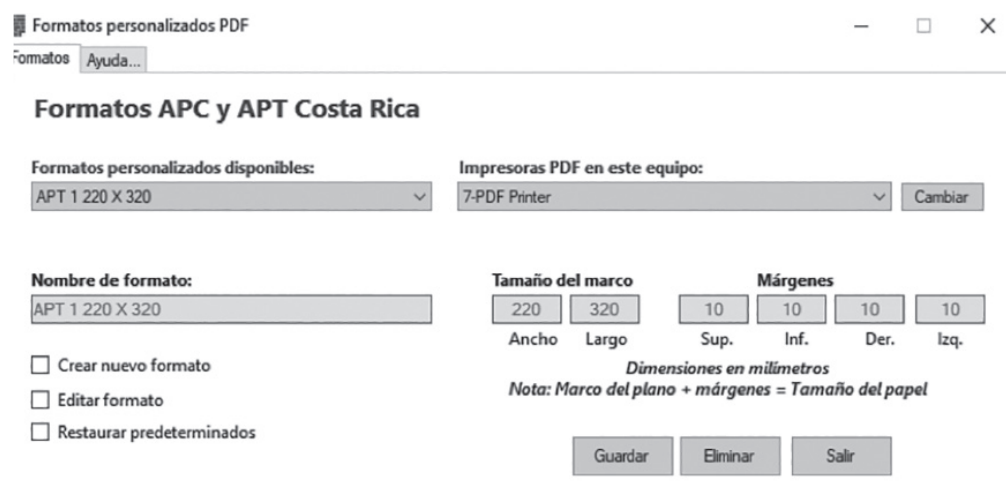 Formatos personalizados PDF
Formatos Ayuda...
Formatos APC y APT Costa Rica
Formatos personalizados disponibles: Impresoras PDF en este equipo:
APT 1 220 X 320 7-PDF Printer Cambiar
Nombre de formato: Tamaño del marco Márgenes
APT 1 220 X 320 220 320 10 10 10 10
Ancho Largo Sup. Inf. Der. Izq.
Crear nuevo formato
Dimensiones en milímetros
Nota: Marco del plano + márgenes = Tamaño del papel
Editar formato
Restaurar predeterminados
Guardar Eliminar Salir